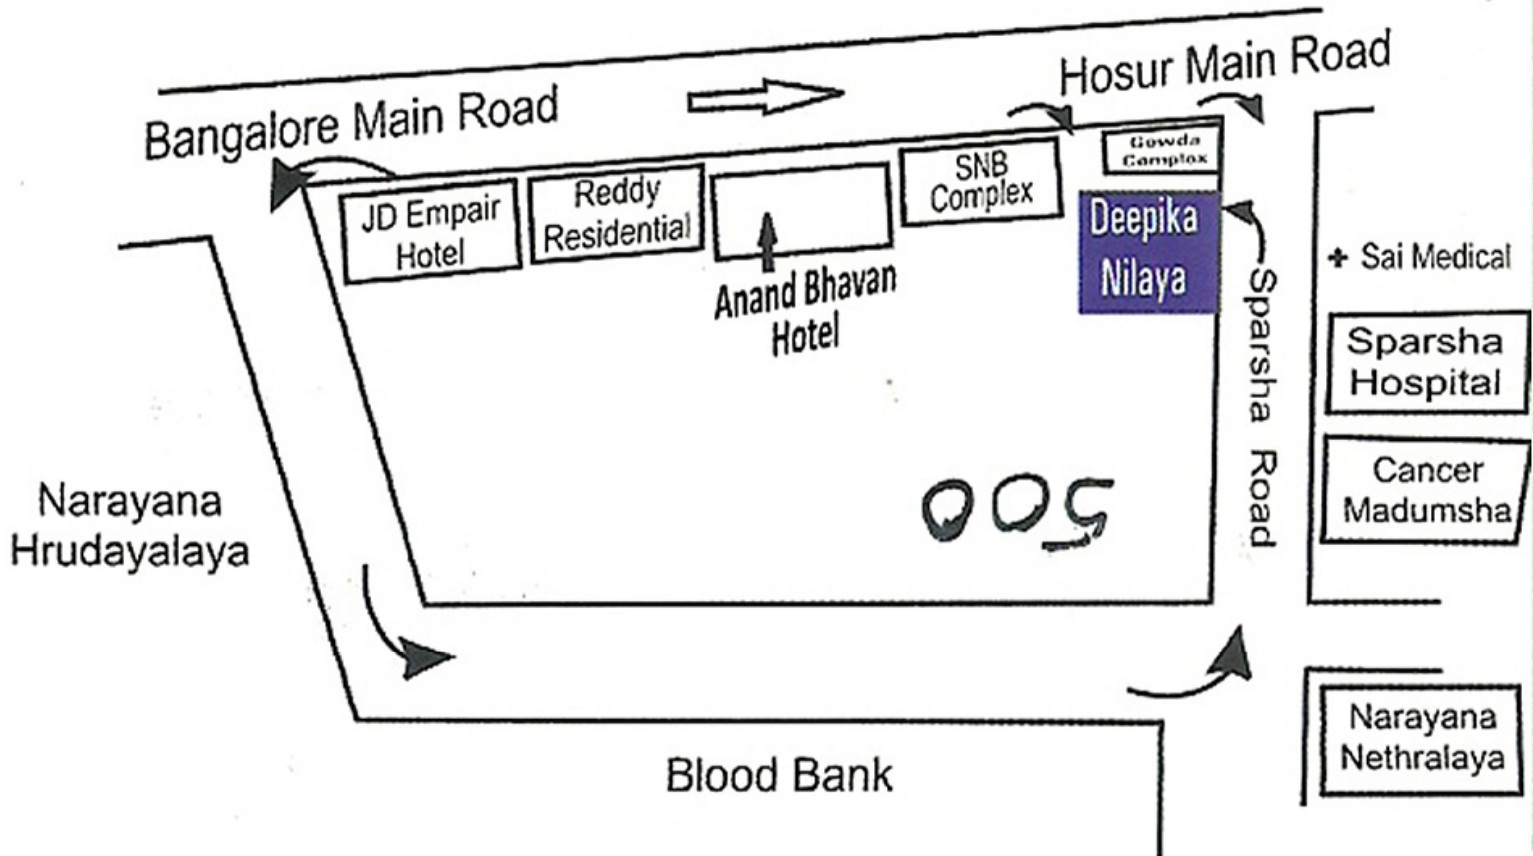 Hosur Main Road
Bangalore Main Road
JD Empair
Hotel
Reddy
Residential
Anand Bhavan
Hotel
SNB
Complex
Gowda
Complex
Deepika
Nilaya
Sparsha Road
+ Sai Medical
Sparsha
Hospital
Cancer
Madumsha
Narayana
Hrudayalaya
500
Narayana
Nethralaya
Blood Bank